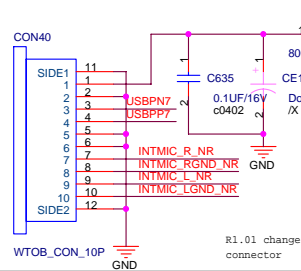 CON40
SIDE1
1
2
3
4
5
6
7
8
9
10
SIDE2
11
1
2
3
4
5
6
7
8
9
10
12
USBPN7
USBPP7
INTMIC_R_NR
INTMIC_RGND_NR
INTMIC_L_NR
INTMIC_LGND_NR
WTOB_CON_10P
GND
1
2
C635
0.1UF/16V
c0402
1
+
2
80
CE1
/X
GND
R1.01 change
connector